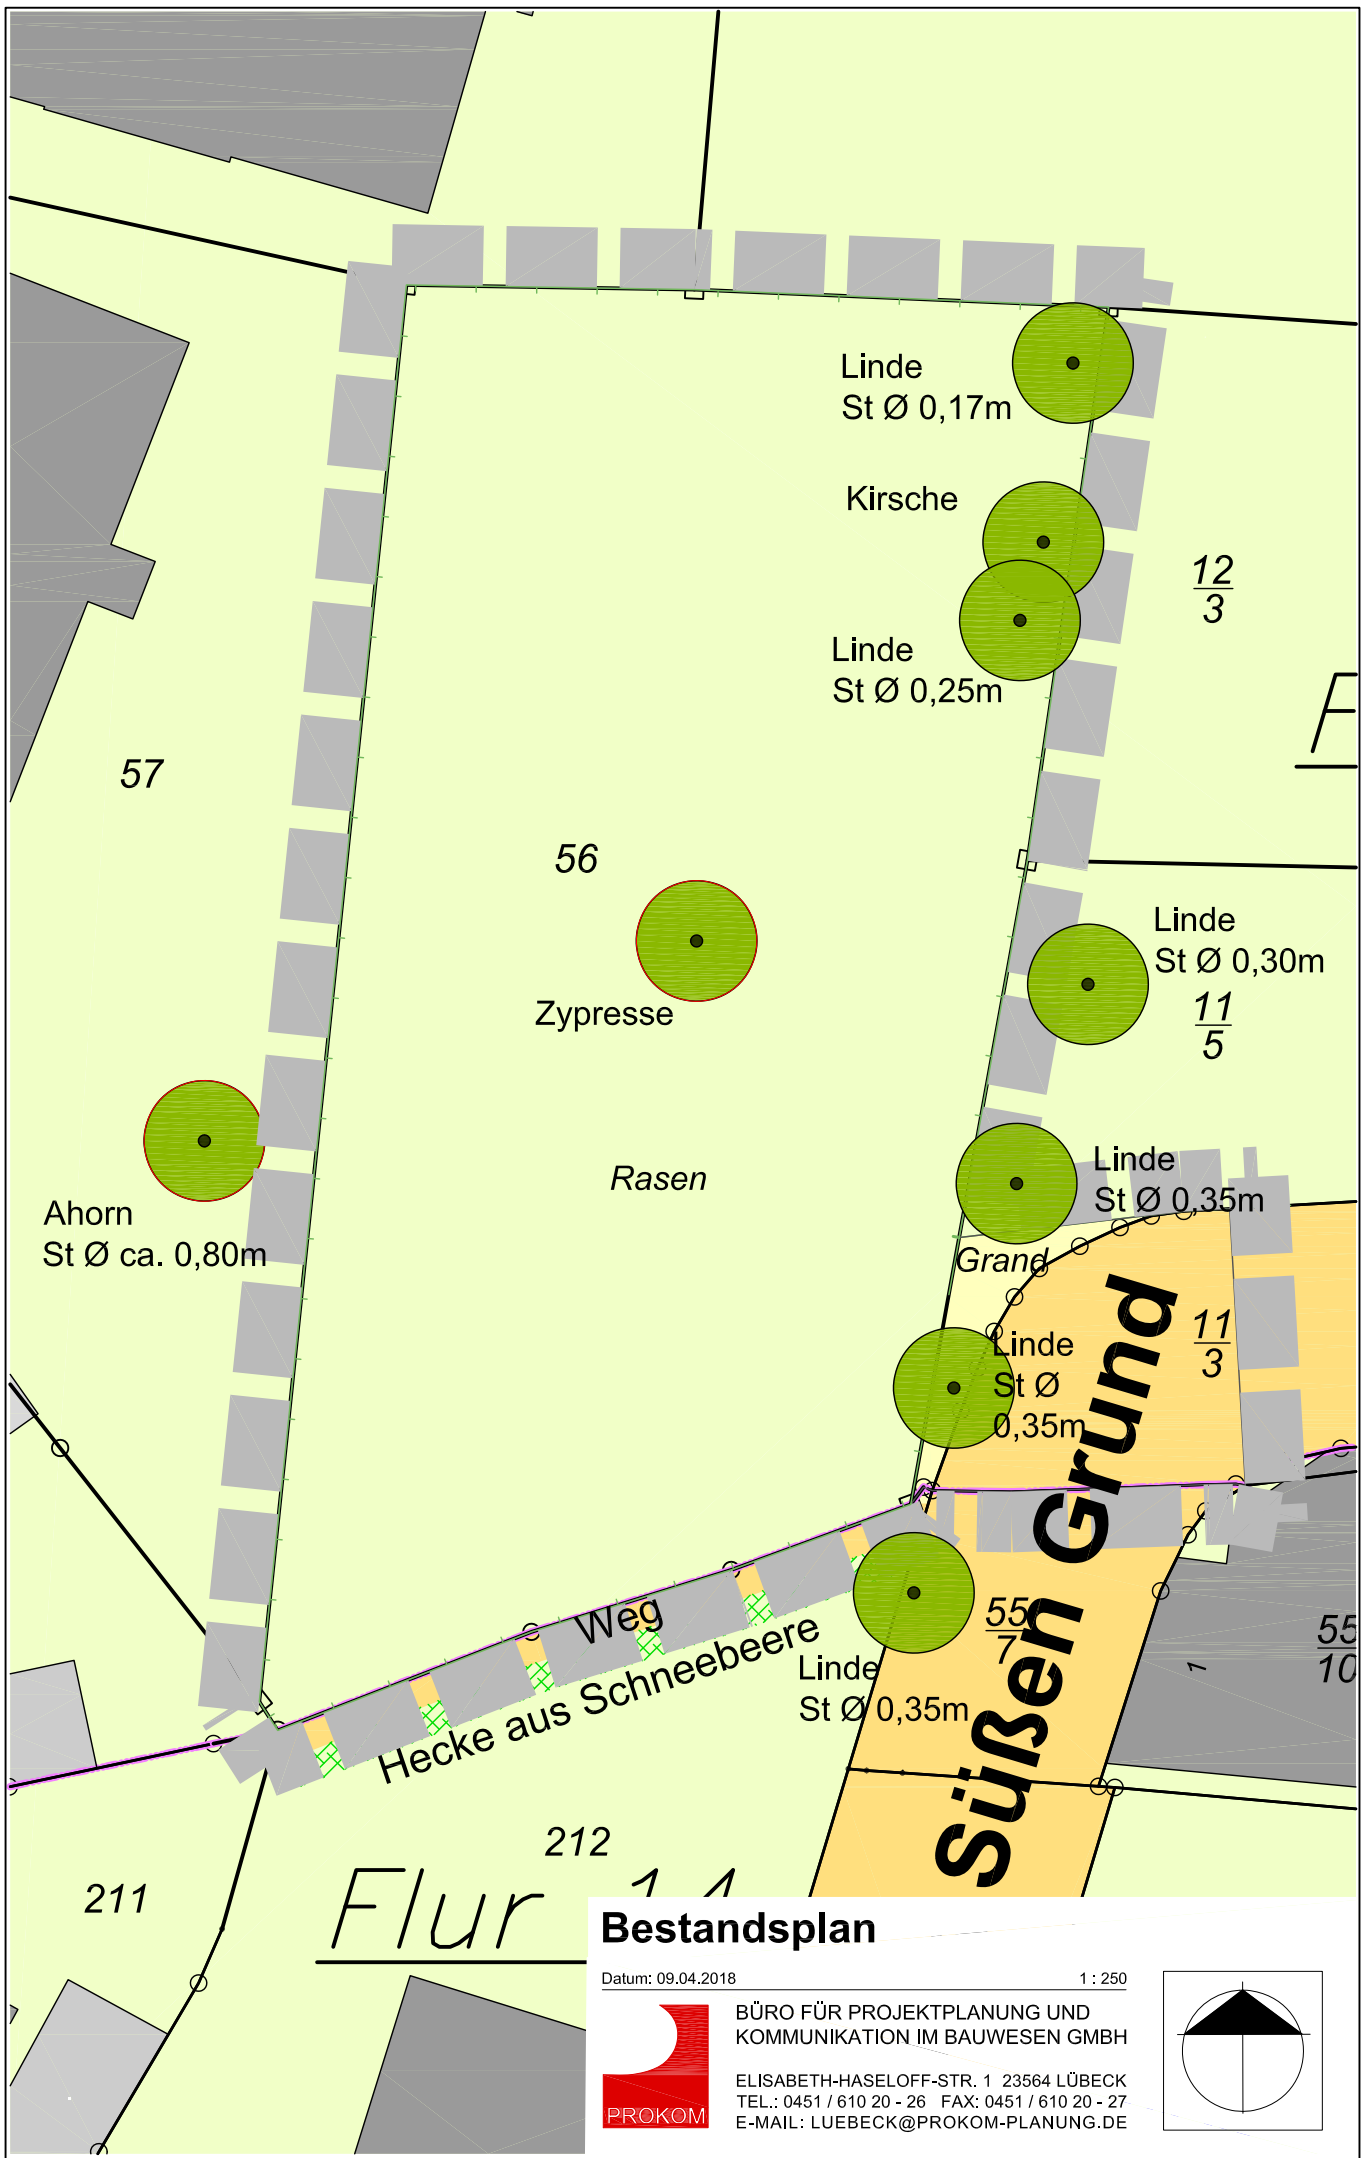 Linde
St Ø 0,17m
Kirsche
12
3
Linde
St Ø 0,25m
F
57
56
Linde
St Ø 0,30m
Zypresse
11
5
Linde
St Ø 0,35m
Rasen
Ahorn
St Ø ca. 0,80m
Grand
11
3
Linde
St Ø
0,35m
Süßen Grund
Weg
Hecke aus Schneebeere
55
7
55
10
1
Linde
St Ø 0,35m
212
211
Flur
Bestandsplan
Datum: 09.04.2018 1 : 250
BÜRO FÜR PROJEKTPLANUNG UND
KOMMUNIKATION IM BAUWESEN GMBH
ELISABETH-HASELOFF-STR. 1 23564 LÜBECK
TEL.: 0451 / 610 20 - 26 FAX: 0451 / 610 20 - 27
E-MAIL: LUEBECK@PROKOM-PLANUNG.DE
PROKOM